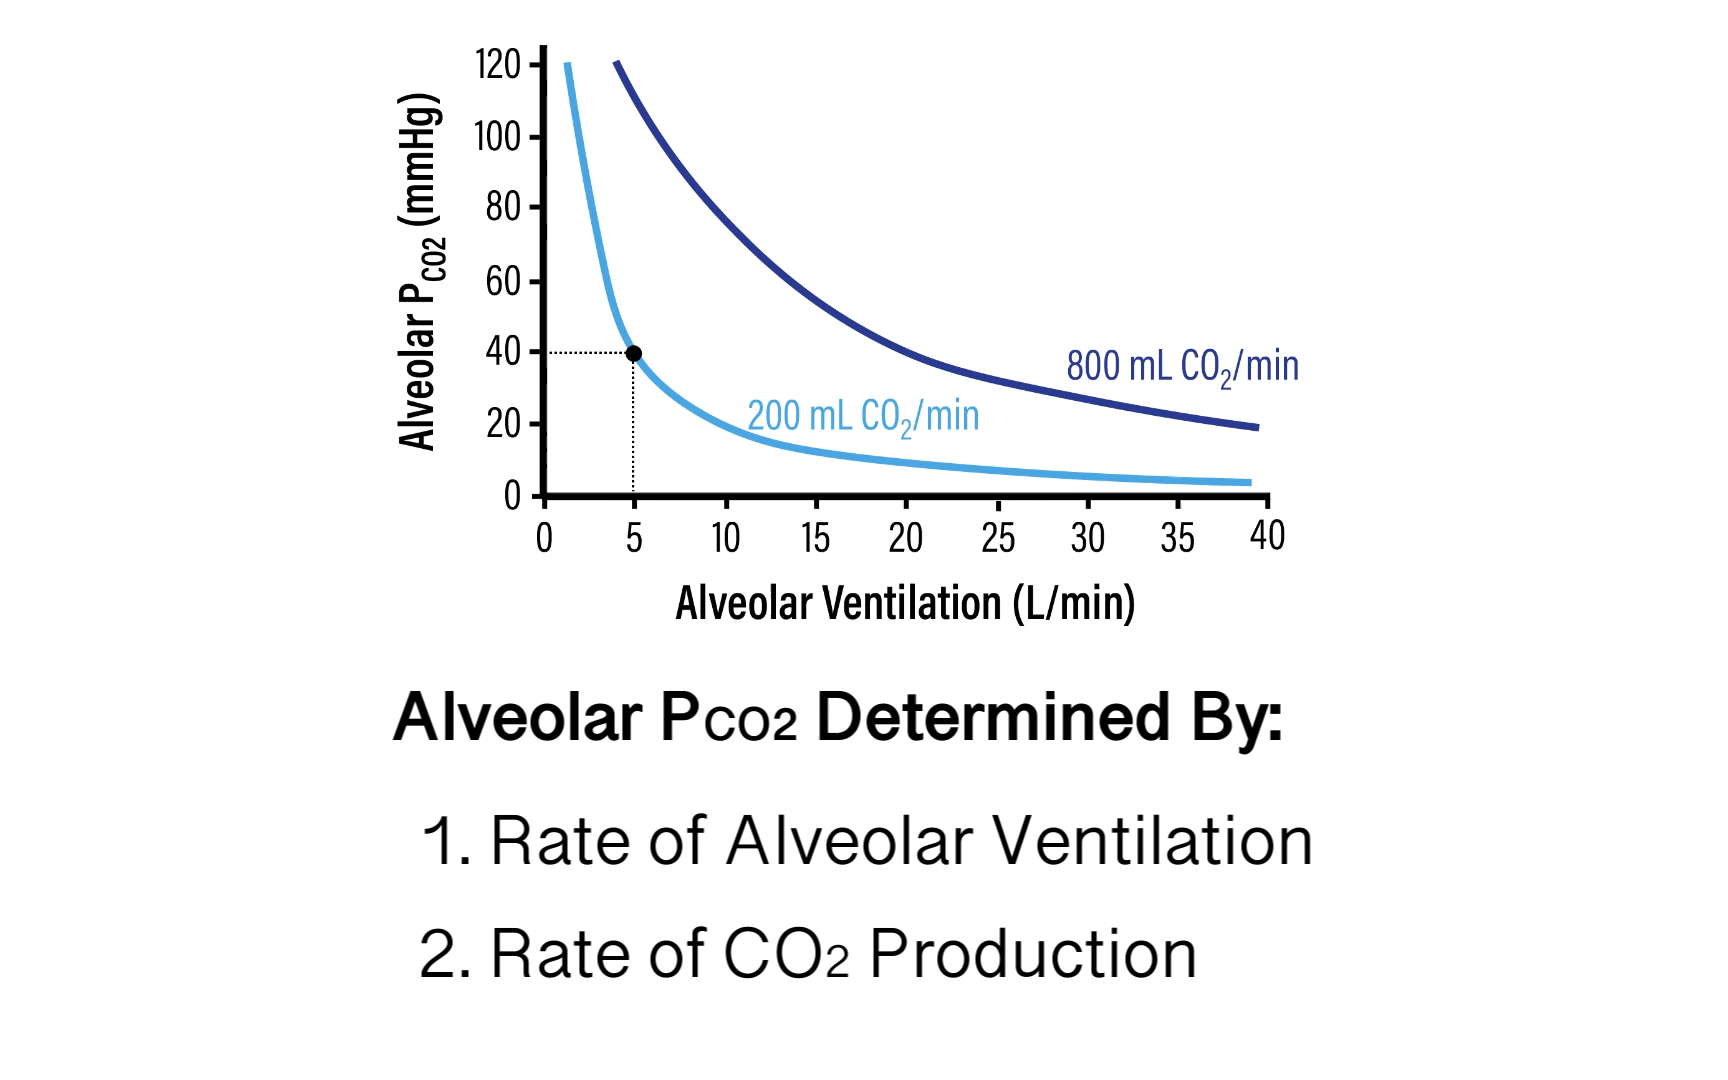 120
100
80
60
40
20
0
Alveolar PCO2 (mmHg)
800 mL CO2/min
200 mL CO2/min
0 5 10 15 20 25 30 35 40
Alveolar Ventilation (L/min)
Alveolar PCO2 Determined By:
1. Rate of Alveolar Ventilation
2. Rate of CO2 Production